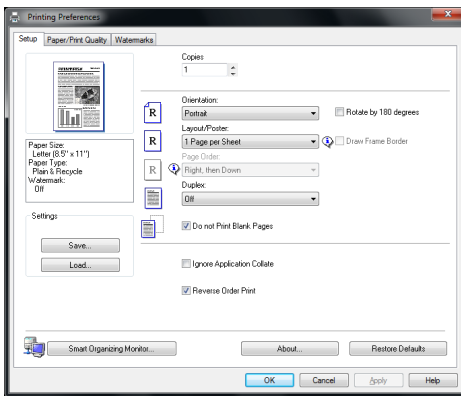 Printing Preferences
Setup
Paper/Print Quality
Watermarks
Copies
1
Orientation:
R
Portrait
Rotate by 180 degrees
Layout/Poster:
R
1 Page per Sheet
Draw Frame Border
Paper Size:
Letter (8.5" x 11")
Paper Type:
Plain & Recycle
Watermark:
Off
Page Order:
R
Right, then Down
Duplex:
Off
Settings
Save...
Load...
Do not Print Blank Pages
Ignore Application Collate
Reverse Order Print
Smart Organizing Monitor...
About...
Restore Defaults
OK
Cancel
Apply
Help